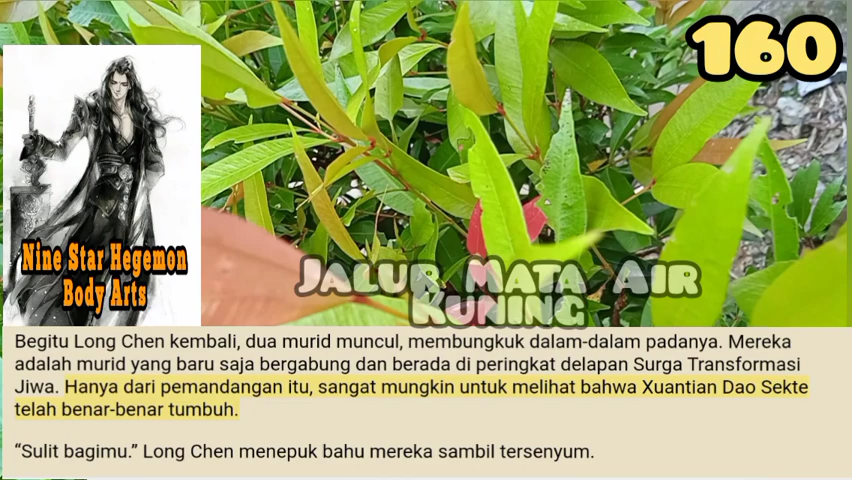 160
Nine Star Hegemon
Body Arts
Jalur Mata Air
Kuning
Begitu Long Chen kembali, dua murid muncul, membungkuk dalam-dalam padanya. Mereka
adalah murid yang baru saja bergabung dan berada di peringkat delapan Surga Transformasi
Jiwa. Hanya dari pemandangan itu, sangat mungkin untuk melihat bahwa Xuantian Dao Sekte
telah benar-benar tumbuh.
“Sulit bagimu.” Long Chen menepuk bahu mereka sambil tersenyum.